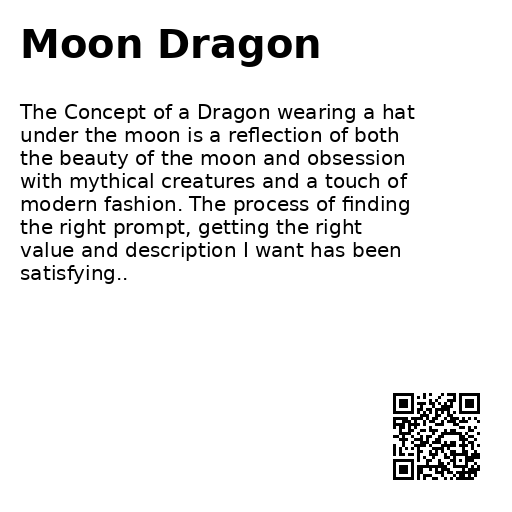 Moon Dragon
The Concept of a Dragon wearing a hat
under the moon is a reflection of both
the beauty of the moon and obsession
with mythical creatures and a touch of
modern fashion. The process of finding
the right prompt, getting the right
value and description I want has been
satisfying..